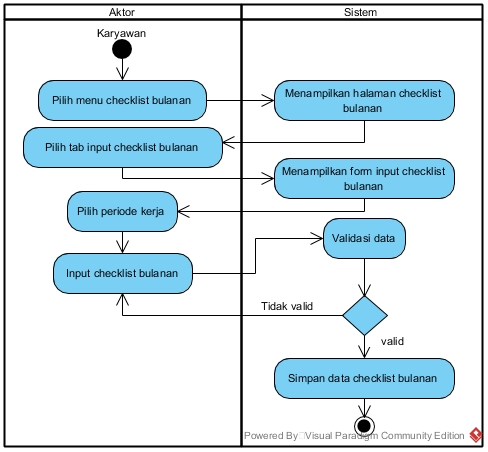 Aktor
Sistem
Karyawan
Pilih menu checklist bulanan
Menampilkan halaman checklist
bulanan
Pilih tab input checklist bulanan
Menampilkan form input checklist
bulanan
Pilih periode kerja
Validasi data
Input checklist bulanan
Tidak valid
valid
Simpan data checklist bulanan
Powered By Visual Paradigm Community Edition